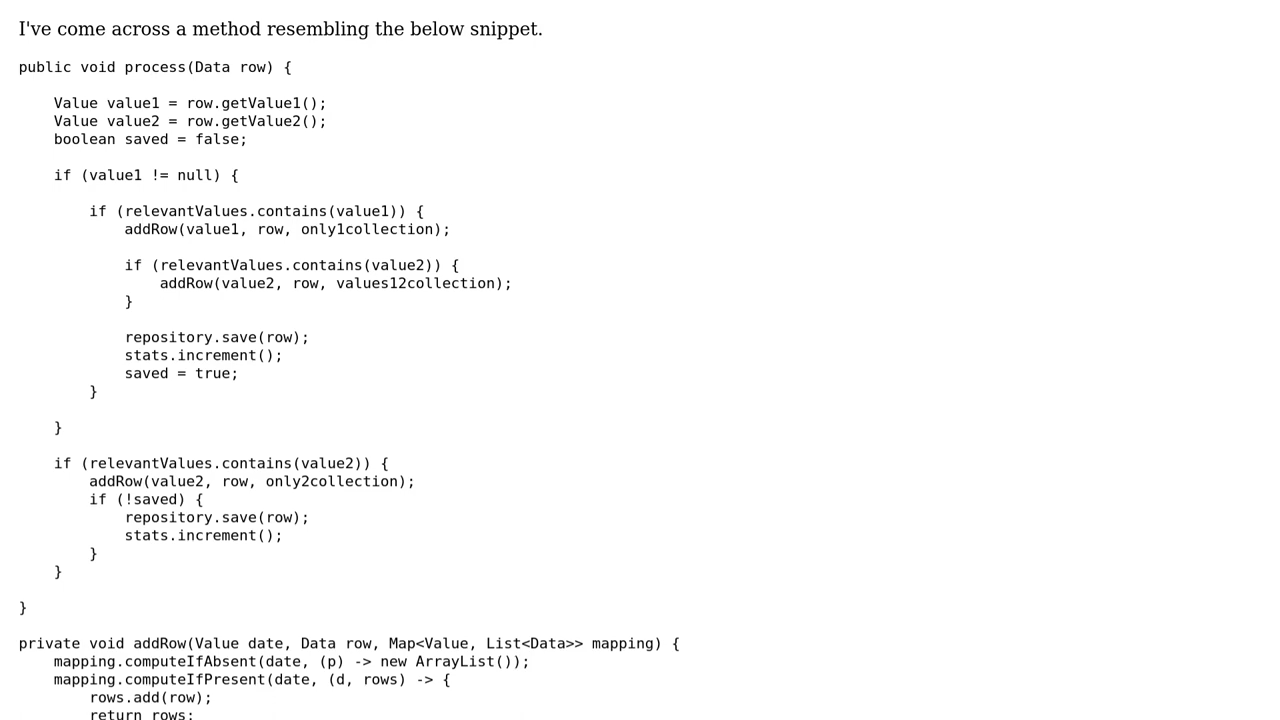 I've come across a method resembling the below snippet.
public void process(Data row) {
    Value value1 = row.getValue1();
    Value value2 = row.getValue2();
    boolean saved = false;
    if (value1 != null) {
        if (relevantValues.contains(value1)) {
            addRow(value1, row, only1collection);
            if (relevantValues.contains(value2)) {
                addRow(value2, row, values12collection);
            }
            repository.save(row);
            stats.increment();
            saved = true;
        }
    }
    if (relevantValues.contains(value2)) {
        addRow(value2, row, only2collection);
        if (!saved) {
            repository.save(row);
            stats.increment();
        }
    }
}
private void addRow(Value date, Data row, Map<Value, List<Data>> mapping) {
    mapping.computeIfAbsent(date, (p) -> new ArrayList());
    mapping.computeIfPresent(date, (d, rows) -> {
        rows.add(row);
        return rows;